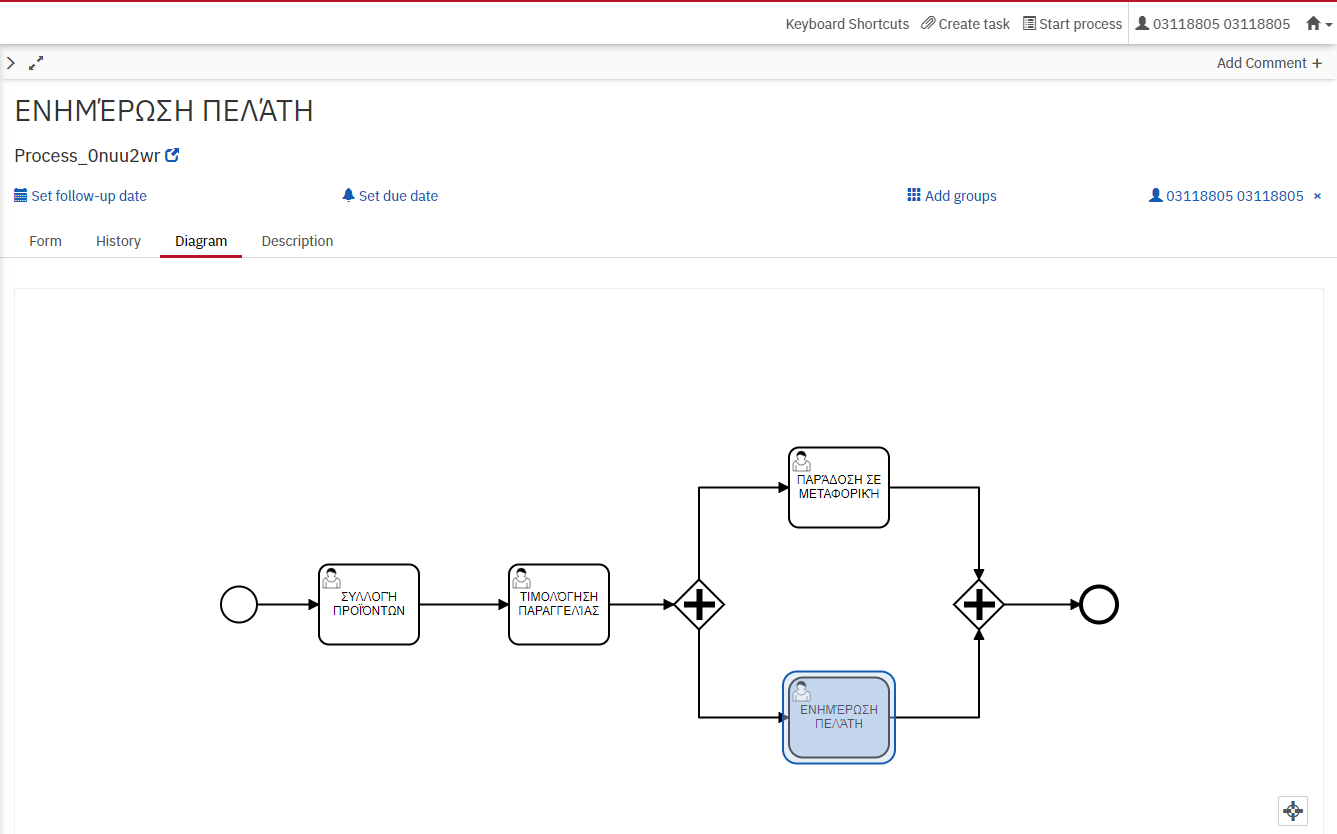 Keyboard Shortcuts Create task Start process 03118805 03118805
Add Comment +
ΕΝΗΜΈΡΩΣΗ ΠΕΛΆΤΗ
Process_0nuu2wr
Set follow-up date Set due date Add groups 03118805 03118805 ×
Form History Diagram Description
ΠΑΡΆΔΟΣΗ ΣΕ
ΜΕΤΑΦΟΡΙΚΉ
ΣΥΛΛΟΓΉ
ΠΡΟΪΌΝΤΩΝ
ΤΙΜΟΛΌΓΗΣΗ
ΠΑΡΑΓΓΕΛΊΑΣ
ΕΝΗΜΈΡΩΣΗ
ΠΕΛΆΤΗ